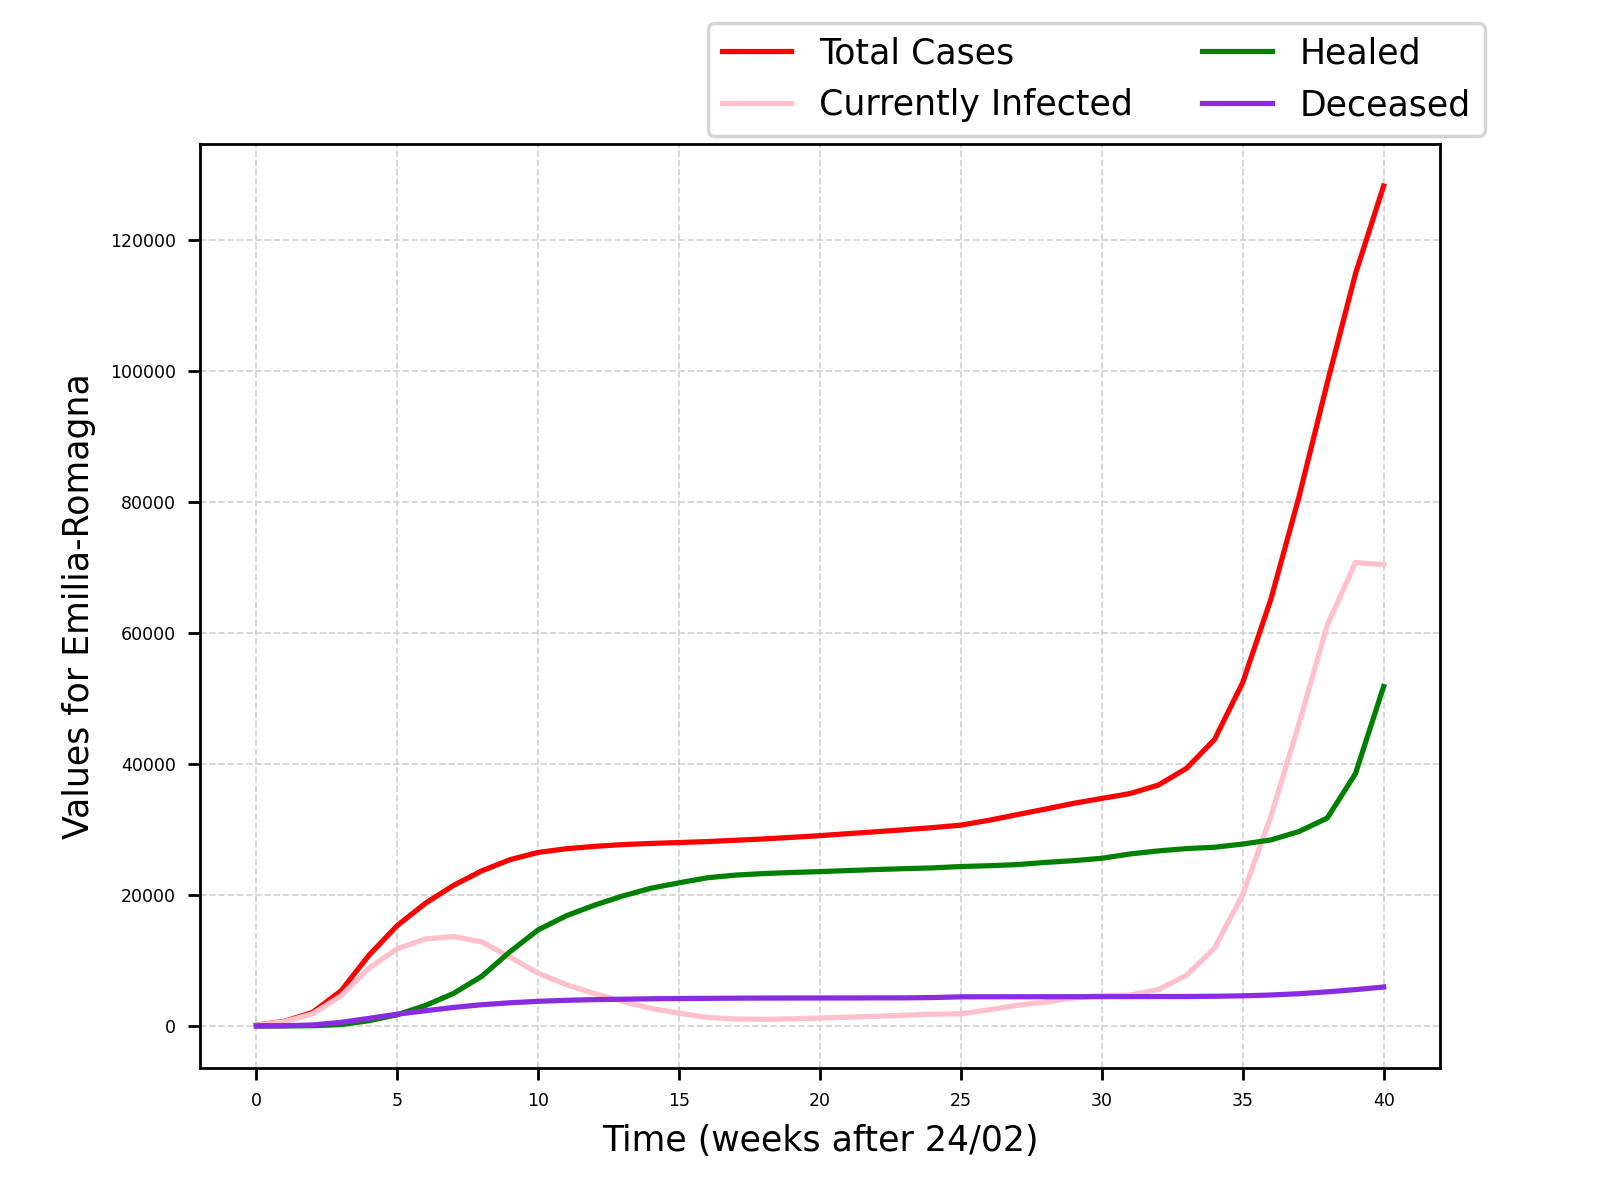 Total Cases
Currently Infected
Healed
Deceased
120000
100000
80000
60000
40000
20000
0
Values for Emilia-Romagna
0 5 10 15 20 25 30 35 40
Time (weeks after 24/02)